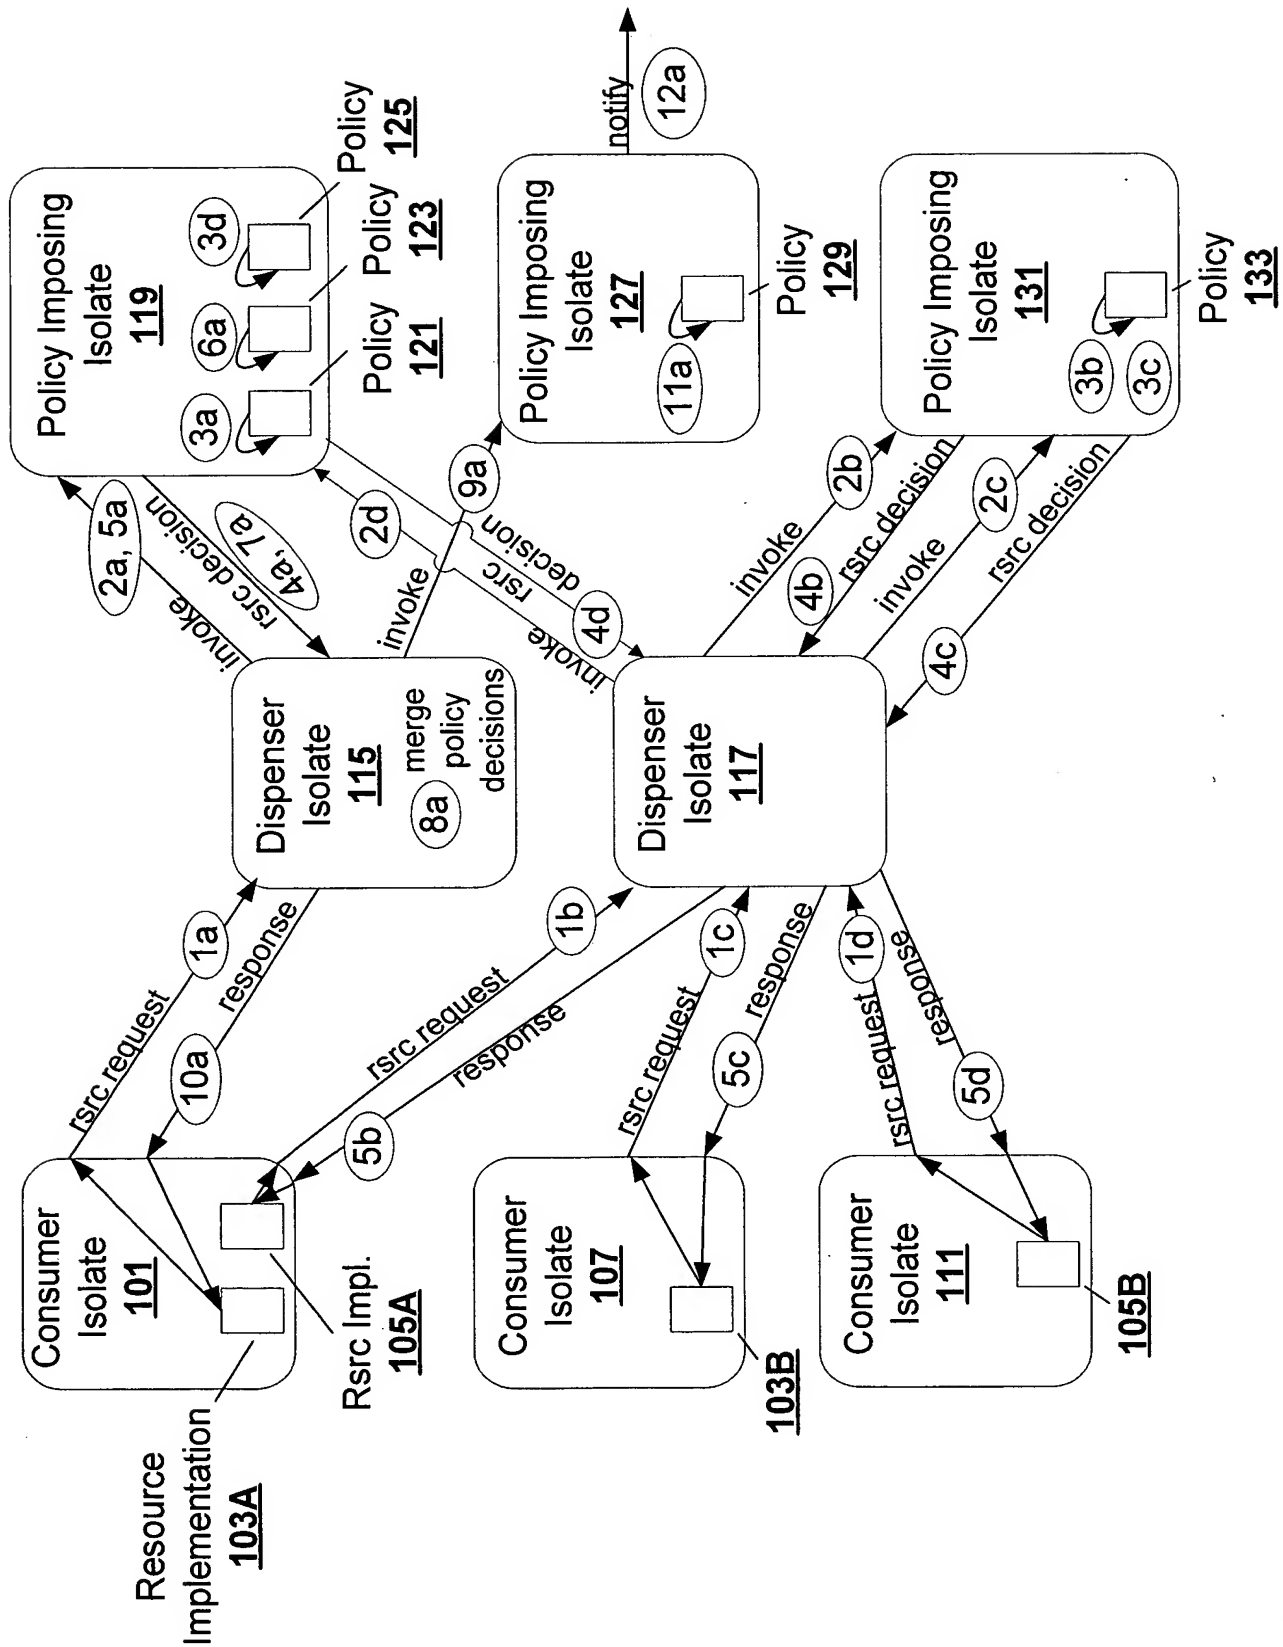 Resource
Implementation
103A
Rsrc Impl.
105A
Consumer
Isolate
101
rsrc request
1a
10a
response
rsrc request
1b
5b
response
Consumer
Isolate
107
103B
rsrc request
1c
5c
response
Consumer
Isolate
111
105B
rsrc request
1d
5d
response
Dispenser
Isolate
115
8a
merge
policy
decisions
Dispenser
Isolate
117
invoke
2a, 5a
rsrc decision
4a, 7a
invoke
9a
invoke
2d
rsrc
decision
4d
invoke
2b
4b
rsrc decision
invoke
2c
4c
rsrc decision
Policy Imposing
Isolate
119
3a
6a
3d
Policy
121
Policy
123
Policy
125
Policy Imposing
Isolate
127
11a
Policy
129
notify
12a
Policy Imposing
Isolate
131
3b
3c
Policy
133